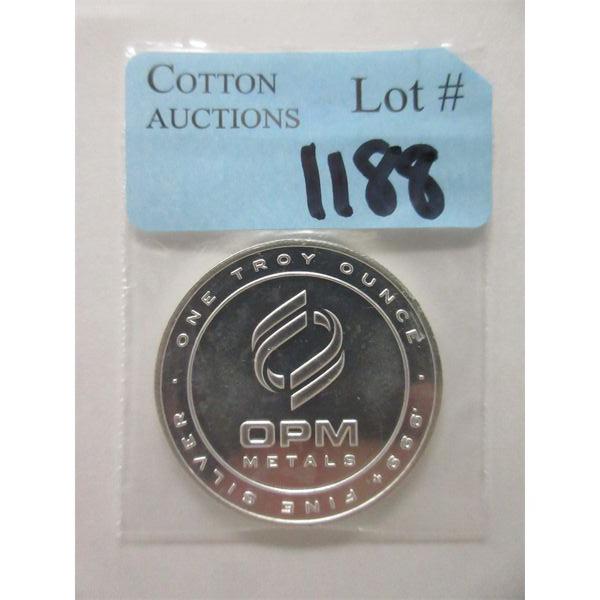 COTTON
AUCTIONS
Lot #
1188
· ONE TROY OUNCE ·
OPM
METALS
.999+ FINE SILVER